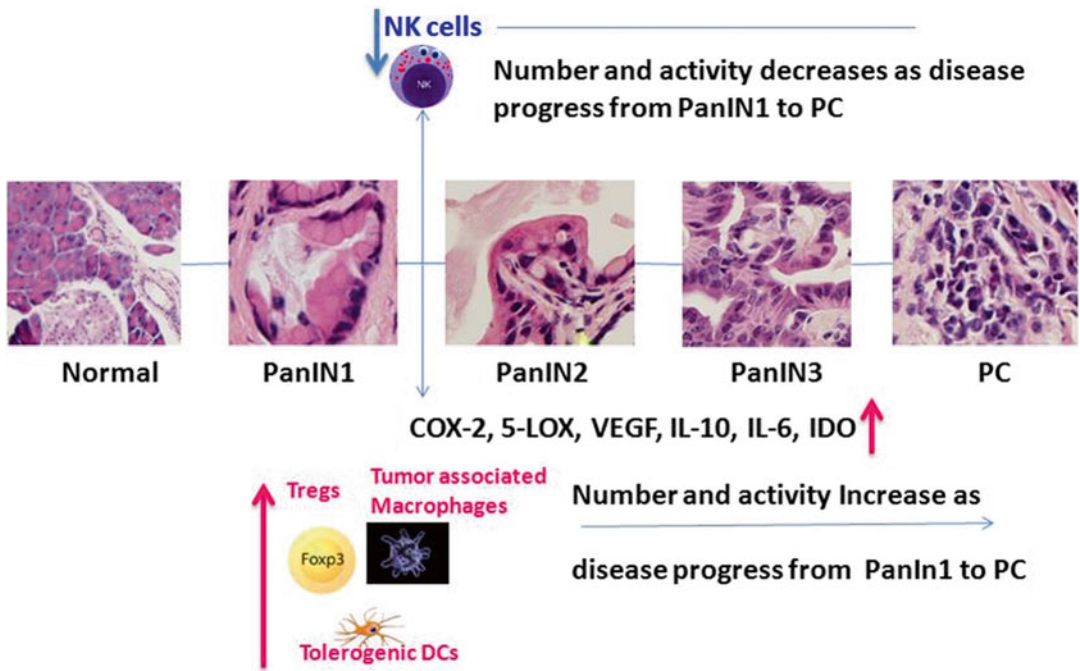 NK cells
NK
Number and activity decreases as disease
progress from PanIN1 to PC
Normal
PanIN1
PanIN2
PanIN3
PC
COX-2, 5-LOX, VEGF, IL-10, IL-6, IDO
Tregs
Tumor associated
Macrophages
Foxp3
Number and activity Increase as
disease progress from PanIn1 to PC
Tolerogenic DCs